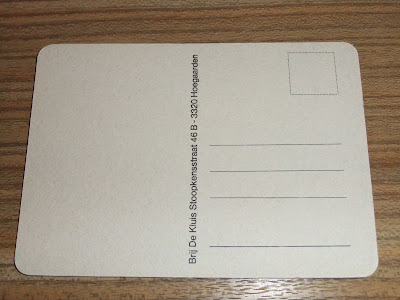 Brij De Kluis Stoopkensstraat 46 B - 3320 Hoegaarden